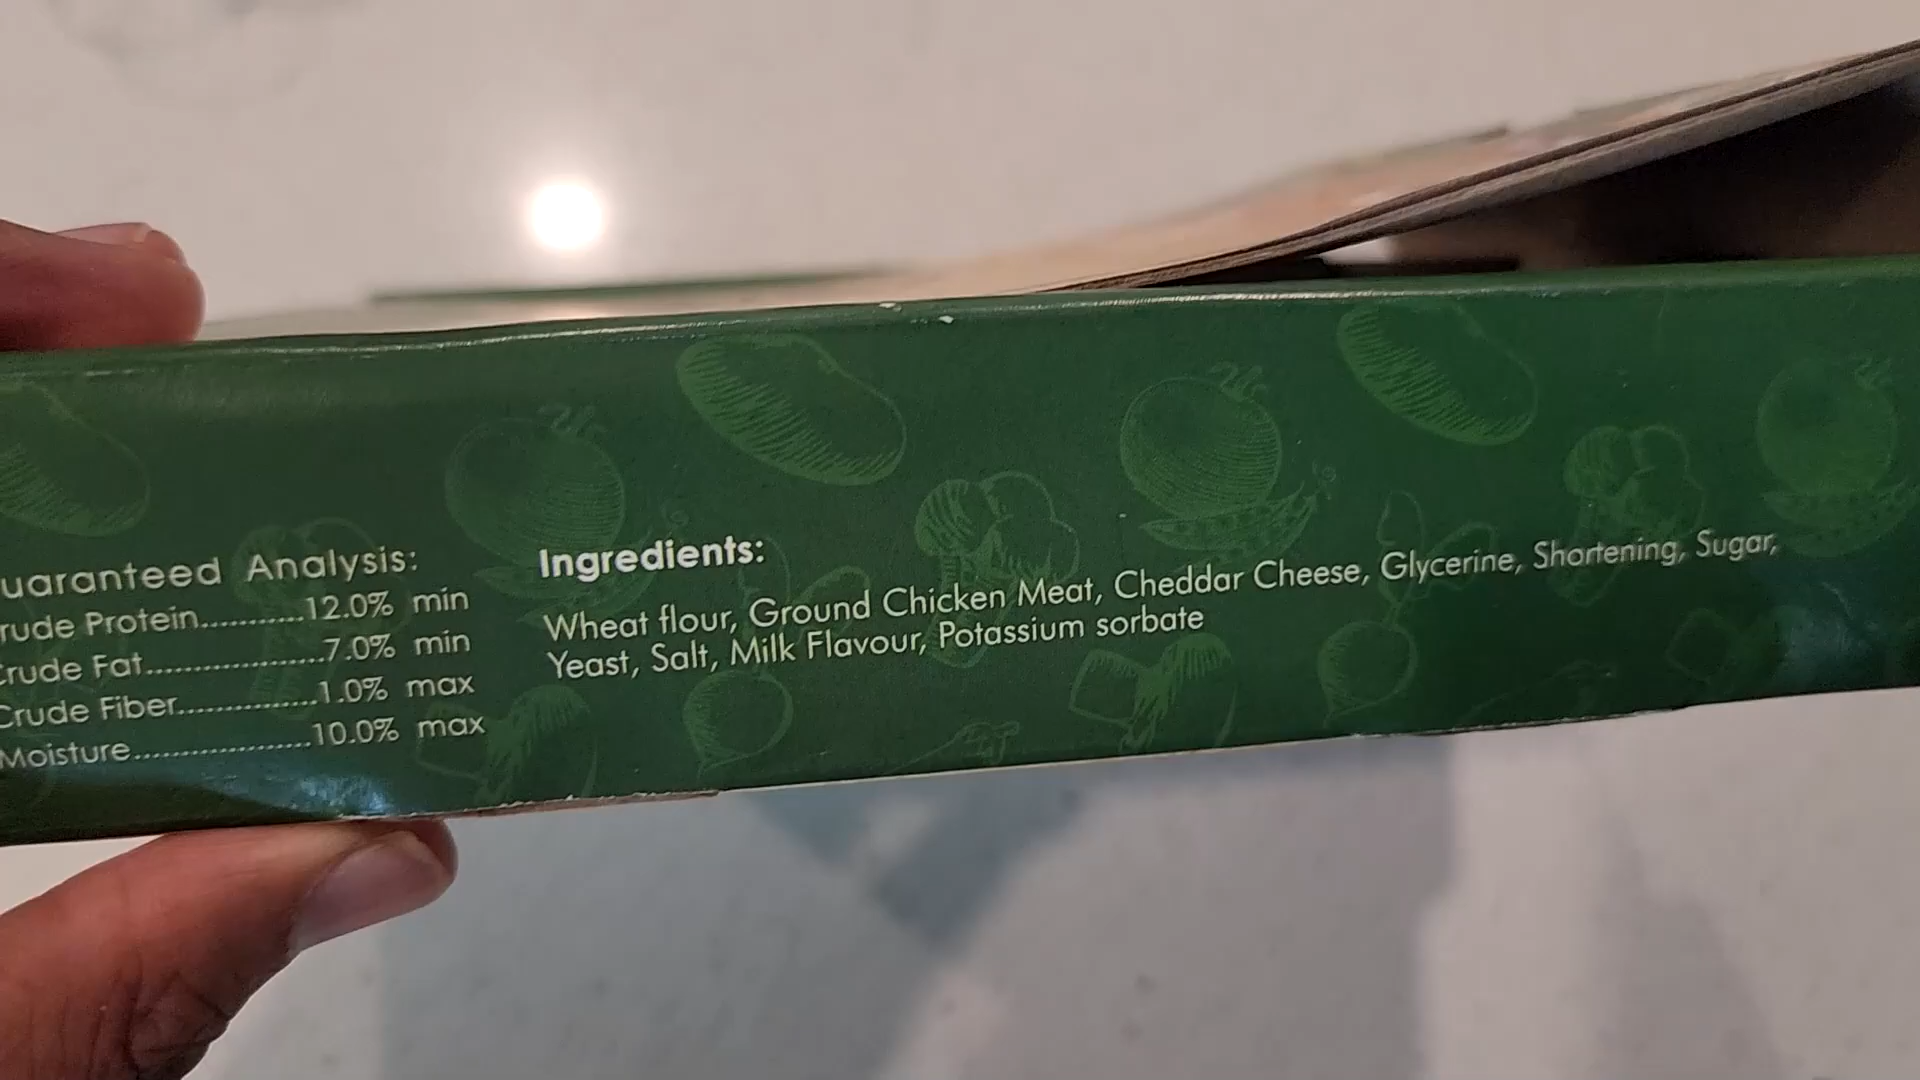 uaranteed Analysis:
rude Protein...........12.0% min
Crude Fat....................7.0% min
Crude Fiber................1.0% max
Moisture....................10.0% max
Ingredients:
Wheat flour, Ground Chicken Meat, Cheddar Cheese, Glycerine, Shortening, Sugar,
Yeast, Salt, Milk Flavour, Potassium sorbate